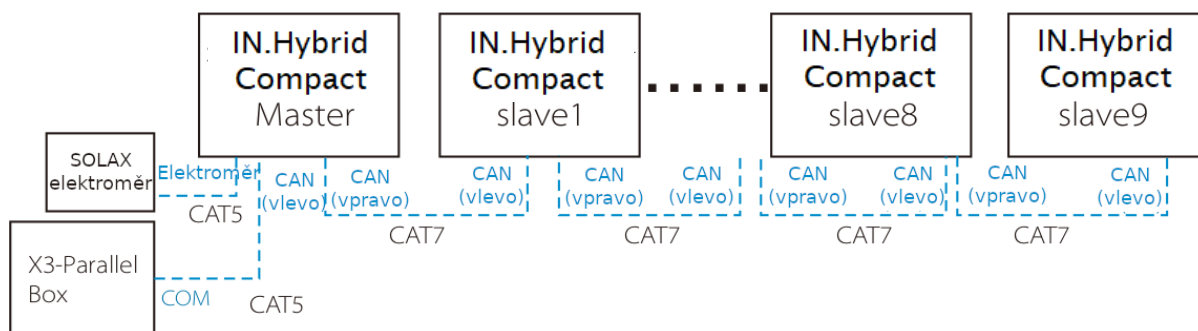 IN.Hybrid
Compact
Master
IN.Hybrid
Compact
slave1
IN.Hybrid
Compact
slave8
IN.Hybrid
Compact
slave9
SOLAX
elektroměr
Elektroměr
CAT5
CAN
(vlevo)
CAN
(vpravo)
CAN
(vlevo)
CAT7
CAN
(vpravo)
CAN
(vlevo)
CAT7
CAN
(vpravo)
CAN
(vlevo)
CAT7
CAN
(vpravo)
CAN
(vlevo)
CAT7
X3-Parallel
Box
COM
CAT5